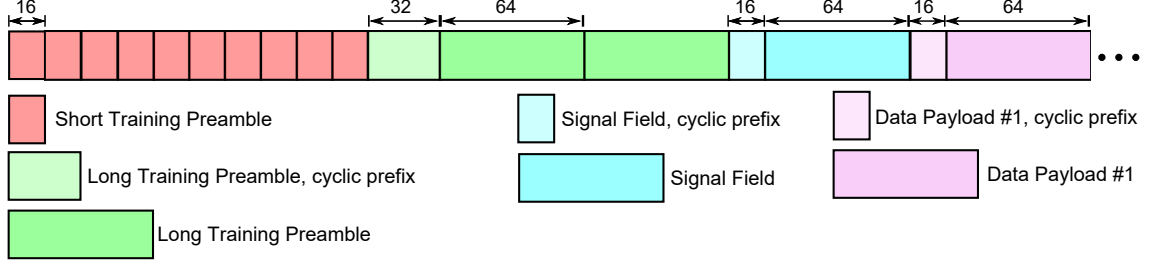 16 32 64 16 64 16 64
Short Training Preamble
Long Training Preamble, cyclic prefix
Long Training Preamble
Signal Field, cyclic prefix
Signal Field
Data Payload #1, cyclic prefix
Data Payload #1